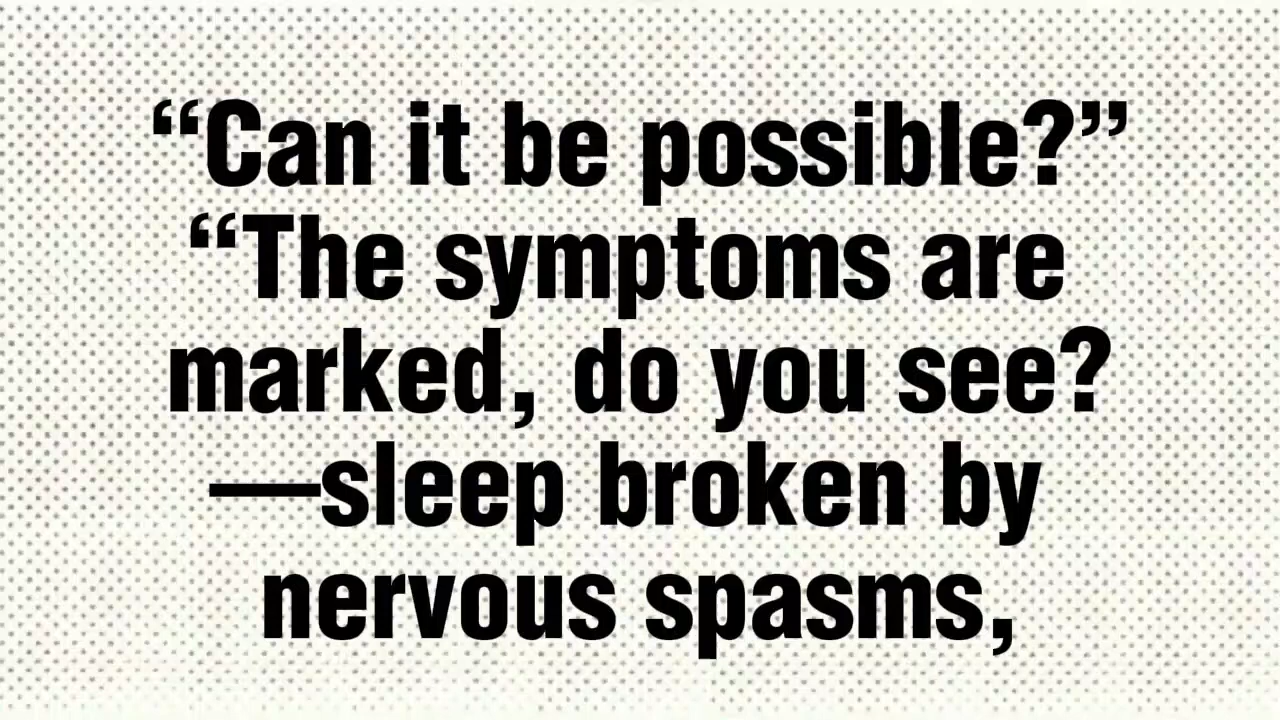 “Can it be possible?”
“The symptoms are
marked, do you see?
—sleep broken by
nervous spasms,